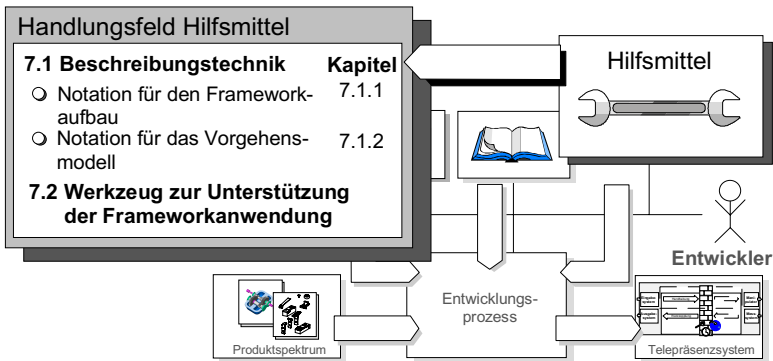 Handlungsfeld Hilfsmittel
7.1 Beschreibungstechnik Kapitel
Notation für den Framework-
aufbau
7.1.1
Notation für das Vorgehens-
modell
7.1.2
7.2 Werkzeug zur Unterstützung
der Frameworkanwendung
Hilfsmittel
Entwickler
Entwicklungs-
prozess
Produktspektrum
Telepräsenzsystem